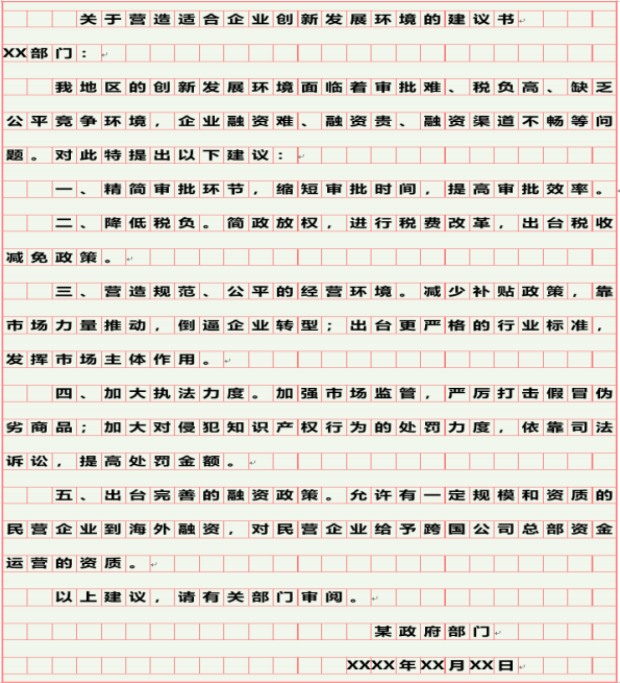 关于营造适合企业创新发展环境的建议书
XX部门：
我地区的创新发展环境面临着审批难、税负高、缺乏
公平竞争环境，企业融资难、融资贵、融资渠道不畅等问
题。对此特提出以下建议：
一、精简审批环节，缩短审批时间，提高审批效率。
二、降低税负。简政放权，进行税费改革，出台税收
减免政策。
三、营造规范、公平的经营环境。减少补贴政策，靠
市场力量推动，倒逼企业转型；出台更严格的行业标准，
发挥市场主体作用。
四、加大执法力度。加强市场监管，严厉打击假冒伪
劣商品；加大对侵犯知识产权行为的处罚力度，依靠司法
诉讼，提高处罚金额。
五、出台完善的融资政策。允许有一定规模和资质的
民营企业到海外融资，对民营企业给予跨国公司总部资金
运营的资质。
以上建议，请有关部门审阅。
某政府部门
XXXX年XX月XX日